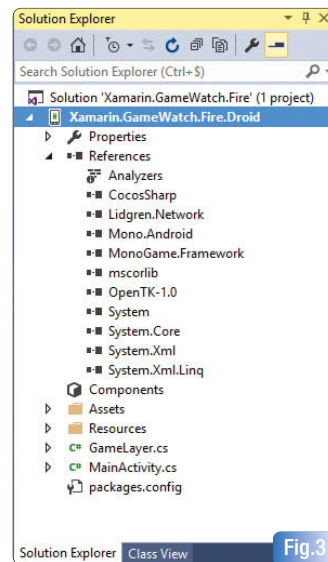 Solution Explorer
Search Solution Explorer (Ctrl+$)
Solution 'Xamarin.GameWatch.Fire' (1 project)
Xamarin.GameWatch.Fire.Droid
Properties
References
Analyzers
CocosSharp
Lidgren.Network
Mono.Android
MonoGame.Framework
mscorlib
OpenTK-1.0
System
System.Core
System.Xml
System.Xml.Linq
Components
Assets
Resources
C# GameLayer.cs
C# MainActivity.cs
packages.config
Solution Explorer Class View
Fig.3